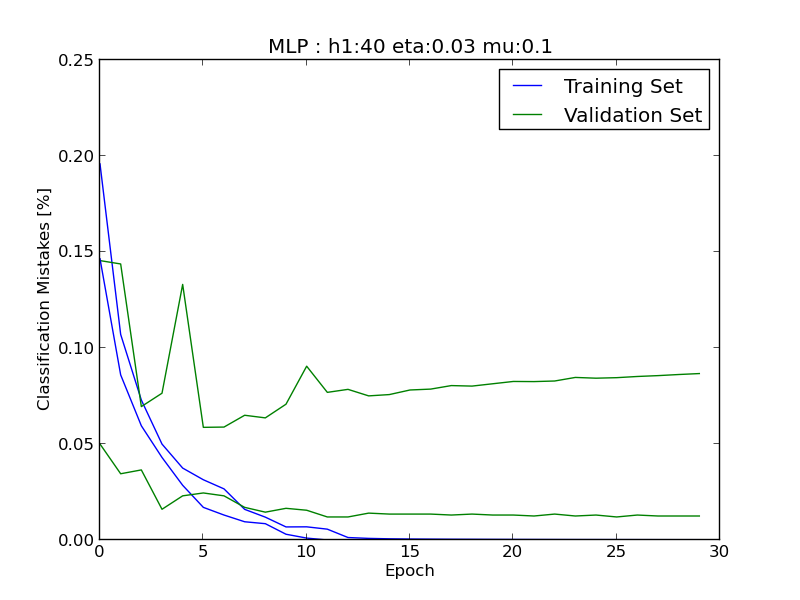 MLP : h1:40 eta:0.03 mu:0.1
Training Set
Validation Set
Classification Mistakes [%]
0.25
0.20
0.15
0.10
0.05
0.00
0 5 10 15 20 25 30
Epoch